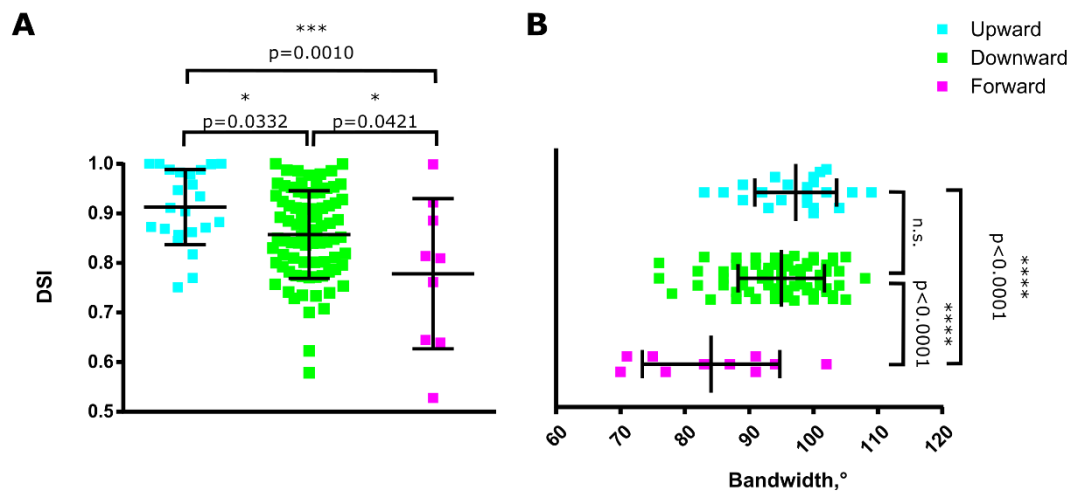 A
***
p=0.0010
*
p=0.0332
*
p=0.0421
DSI
1.0
0.9
0.8
0.7
0.6
0.5
B
Upward
Downward
Forward
n.s.
p<0.0001
****
p<0.0001
****
60
70
80
90
100
110
120
Bandwidth,°